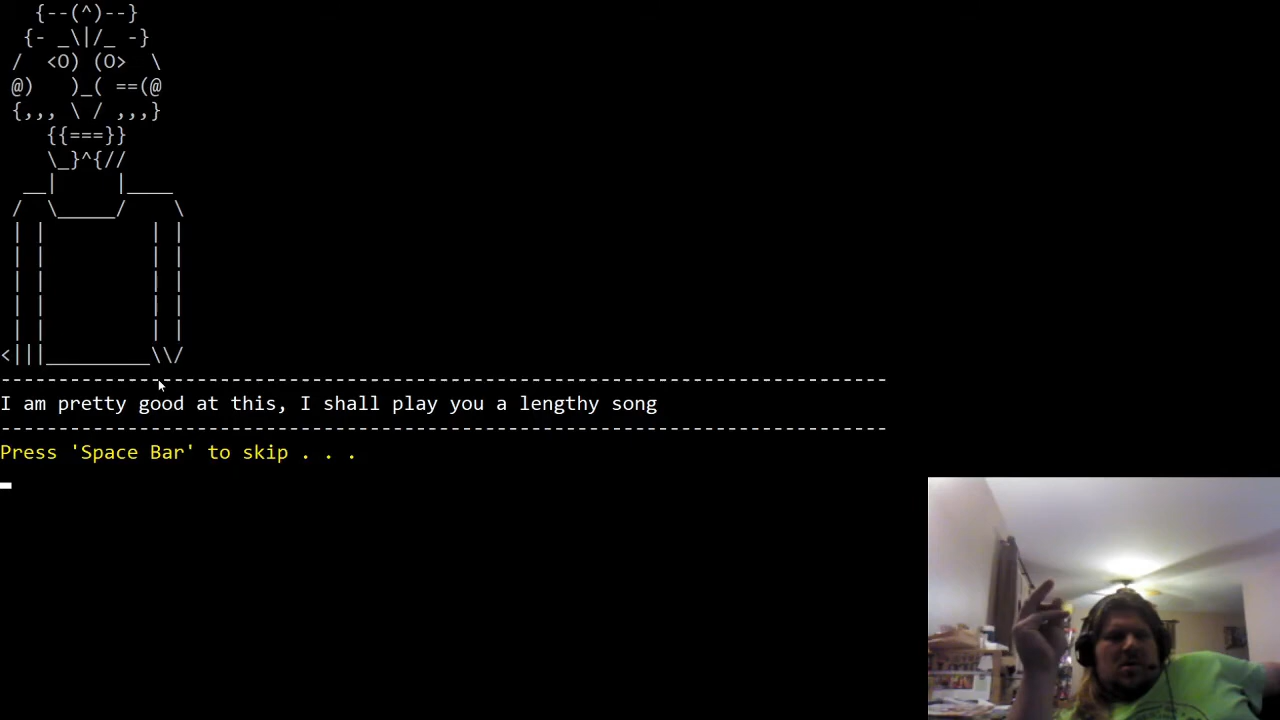 I am pretty good at this, I shall play you a lengthy song
Press 'Space Bar' to skip . . .